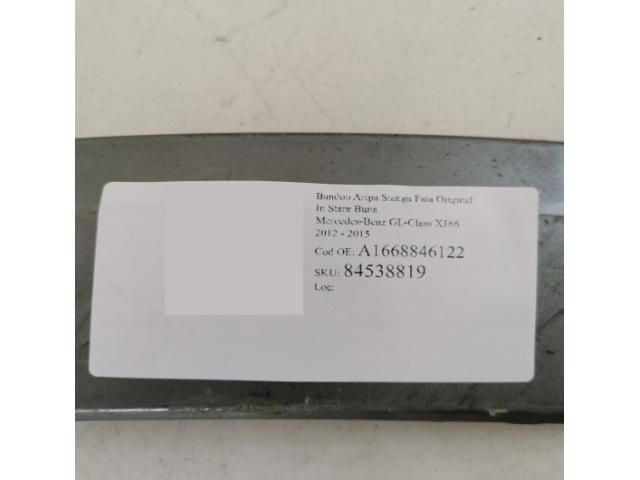 Bandou Aripa Stanga Fata Original
In Stare Buna
Mercedes-Benz GL-Class X166
2012 - 2015
Cod OE: A1668846122
SKU: 84538819
Loc: